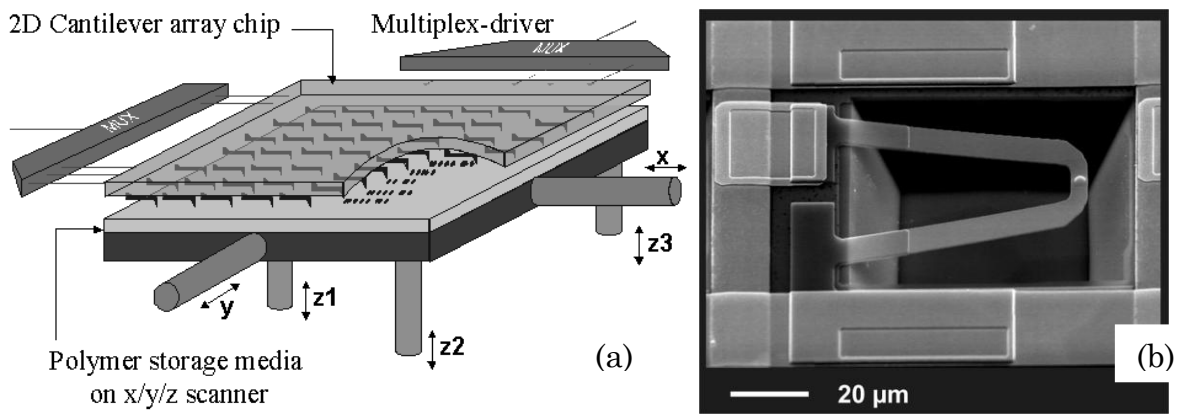 2D Cantilever array chip
Multiplex-driver
MUX
MUX
x
z3
y
z1
z2
Polymer storage media
on x/y/z scanner
(a)
20 µm
(b)